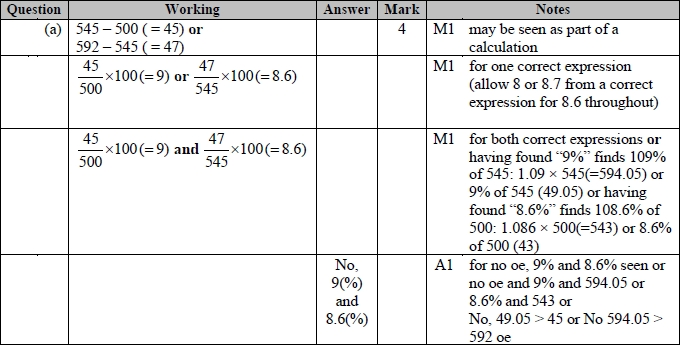 Question Working Answer Mark Notes
(a) 545 – 500 ( = 45) or 4 M1 may be seen as part of a
592 – 545 ( = 47) calculation
45/500 ×100(= 9) or 47/545 ×100(= 8.6) M1 for one correct expression
(allow 8 or 8.7 from a correct
expression for 8.6 throughout)
45/500 ×100(= 9) and 47/545 ×100(= 8.6) M1 for both correct expressions or
having found “9%” finds 109%
of 545: 1.09 × 545(=594.05) or
9% of 545 (49.05) or having
found “8.6%” finds 108.6% of
500: 1.086 × 500(=543) or 8.6%
of 500 (43)
No, A1 for no oe, 9% and 8.6% seen or
9(%) no oe and 9% and 594.05 or
and 8.6% and 543 or
8.6(%) No, 49.05 > 45 or No 594.05 >
592 oe